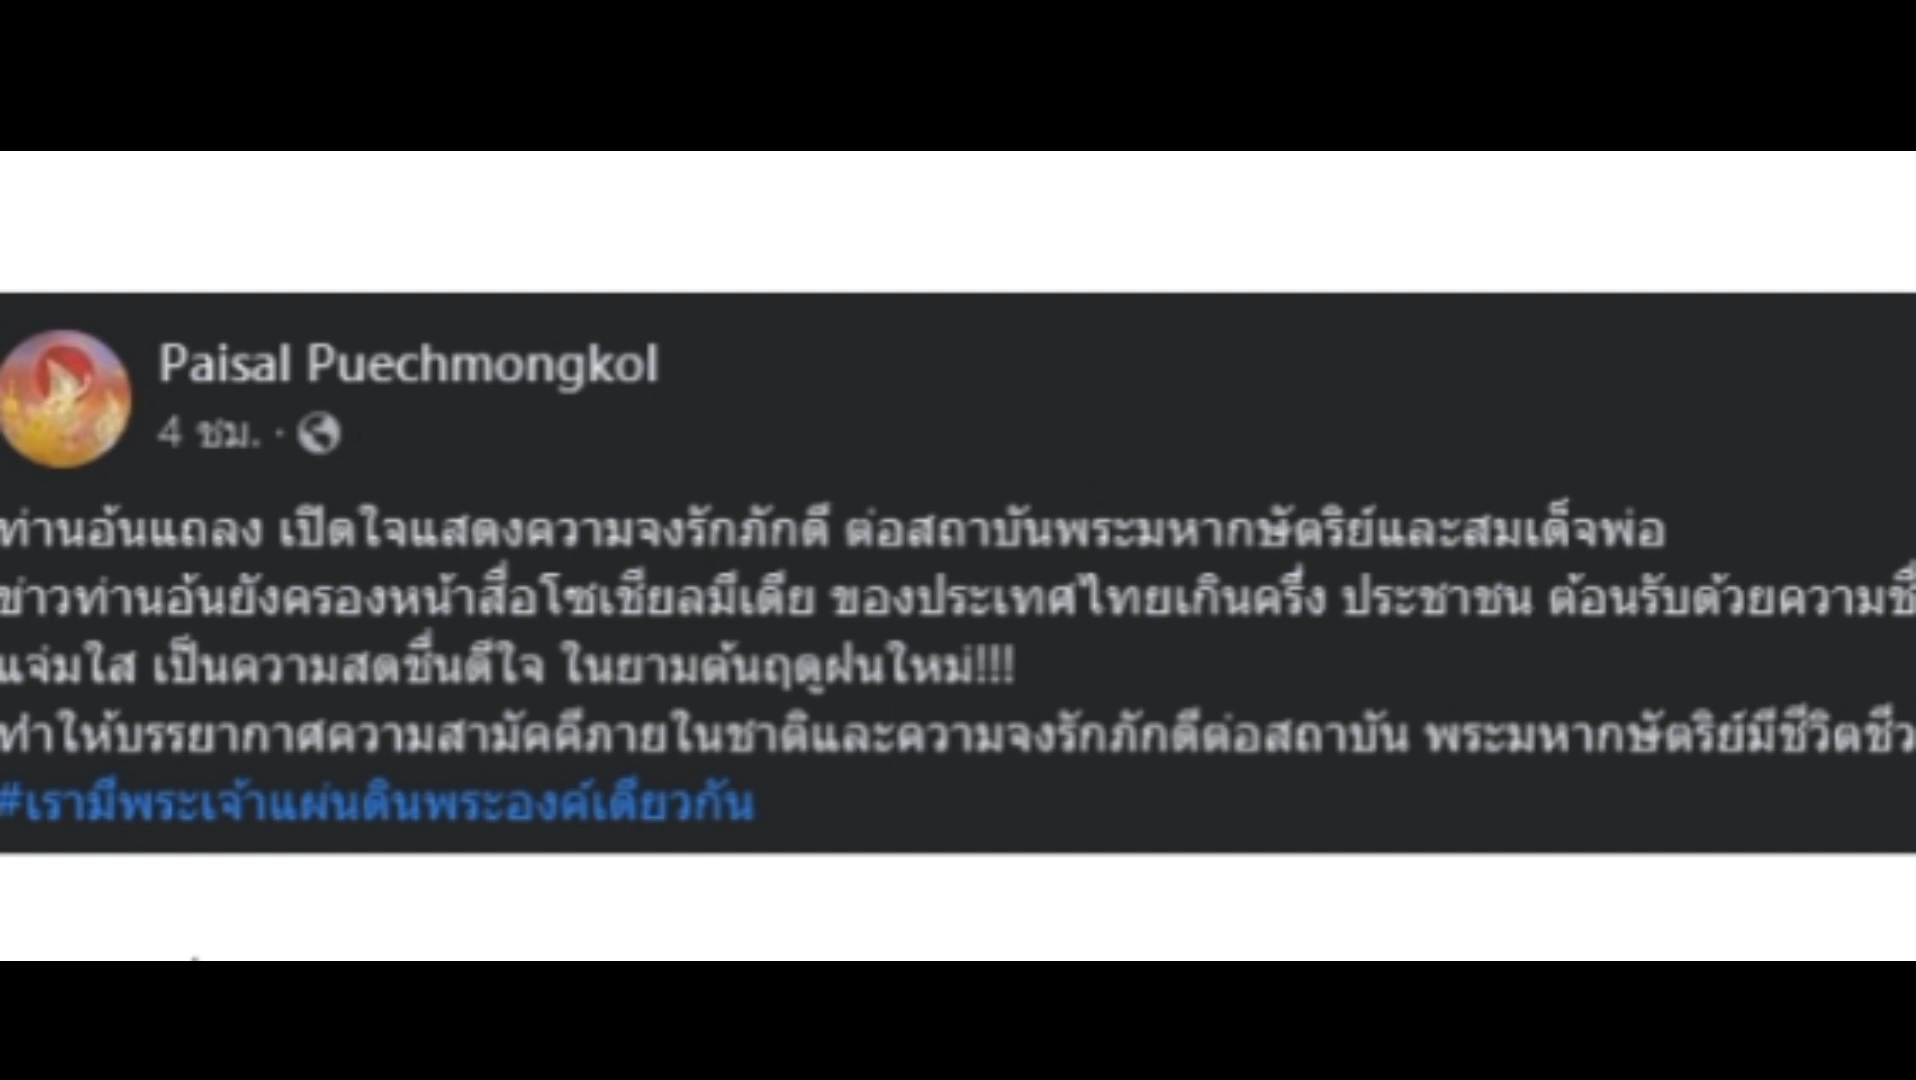 Paisal Puechmongkol
4 ชม. ·
ท่านอ้นแถลง เปิดใจแสดงความจงรักภักดี ต่อสถาบันพระมหากษัตริย์และสมเด็จพ่อ
ข่าวท่านอ้นยังครองหน้าสื่อโซเชียลมีเดีย ของประเทศไทยเกินครึ่ง ประชาชน ต้อนรับด้วยความชื่
แจ่มใส เป็นความสดชื่นดีใจ ในยามต้นฤดูฝนใหม่!!!
ทำให้บรรยากาศความสามัคคีภายในชาติและความจงรักภักดีต่อสถาบัน พระมหากษัตริย์มีชีวิตชีว
#เรามีพระเจ้าแผ่นดินพระองค์เดียวกัน